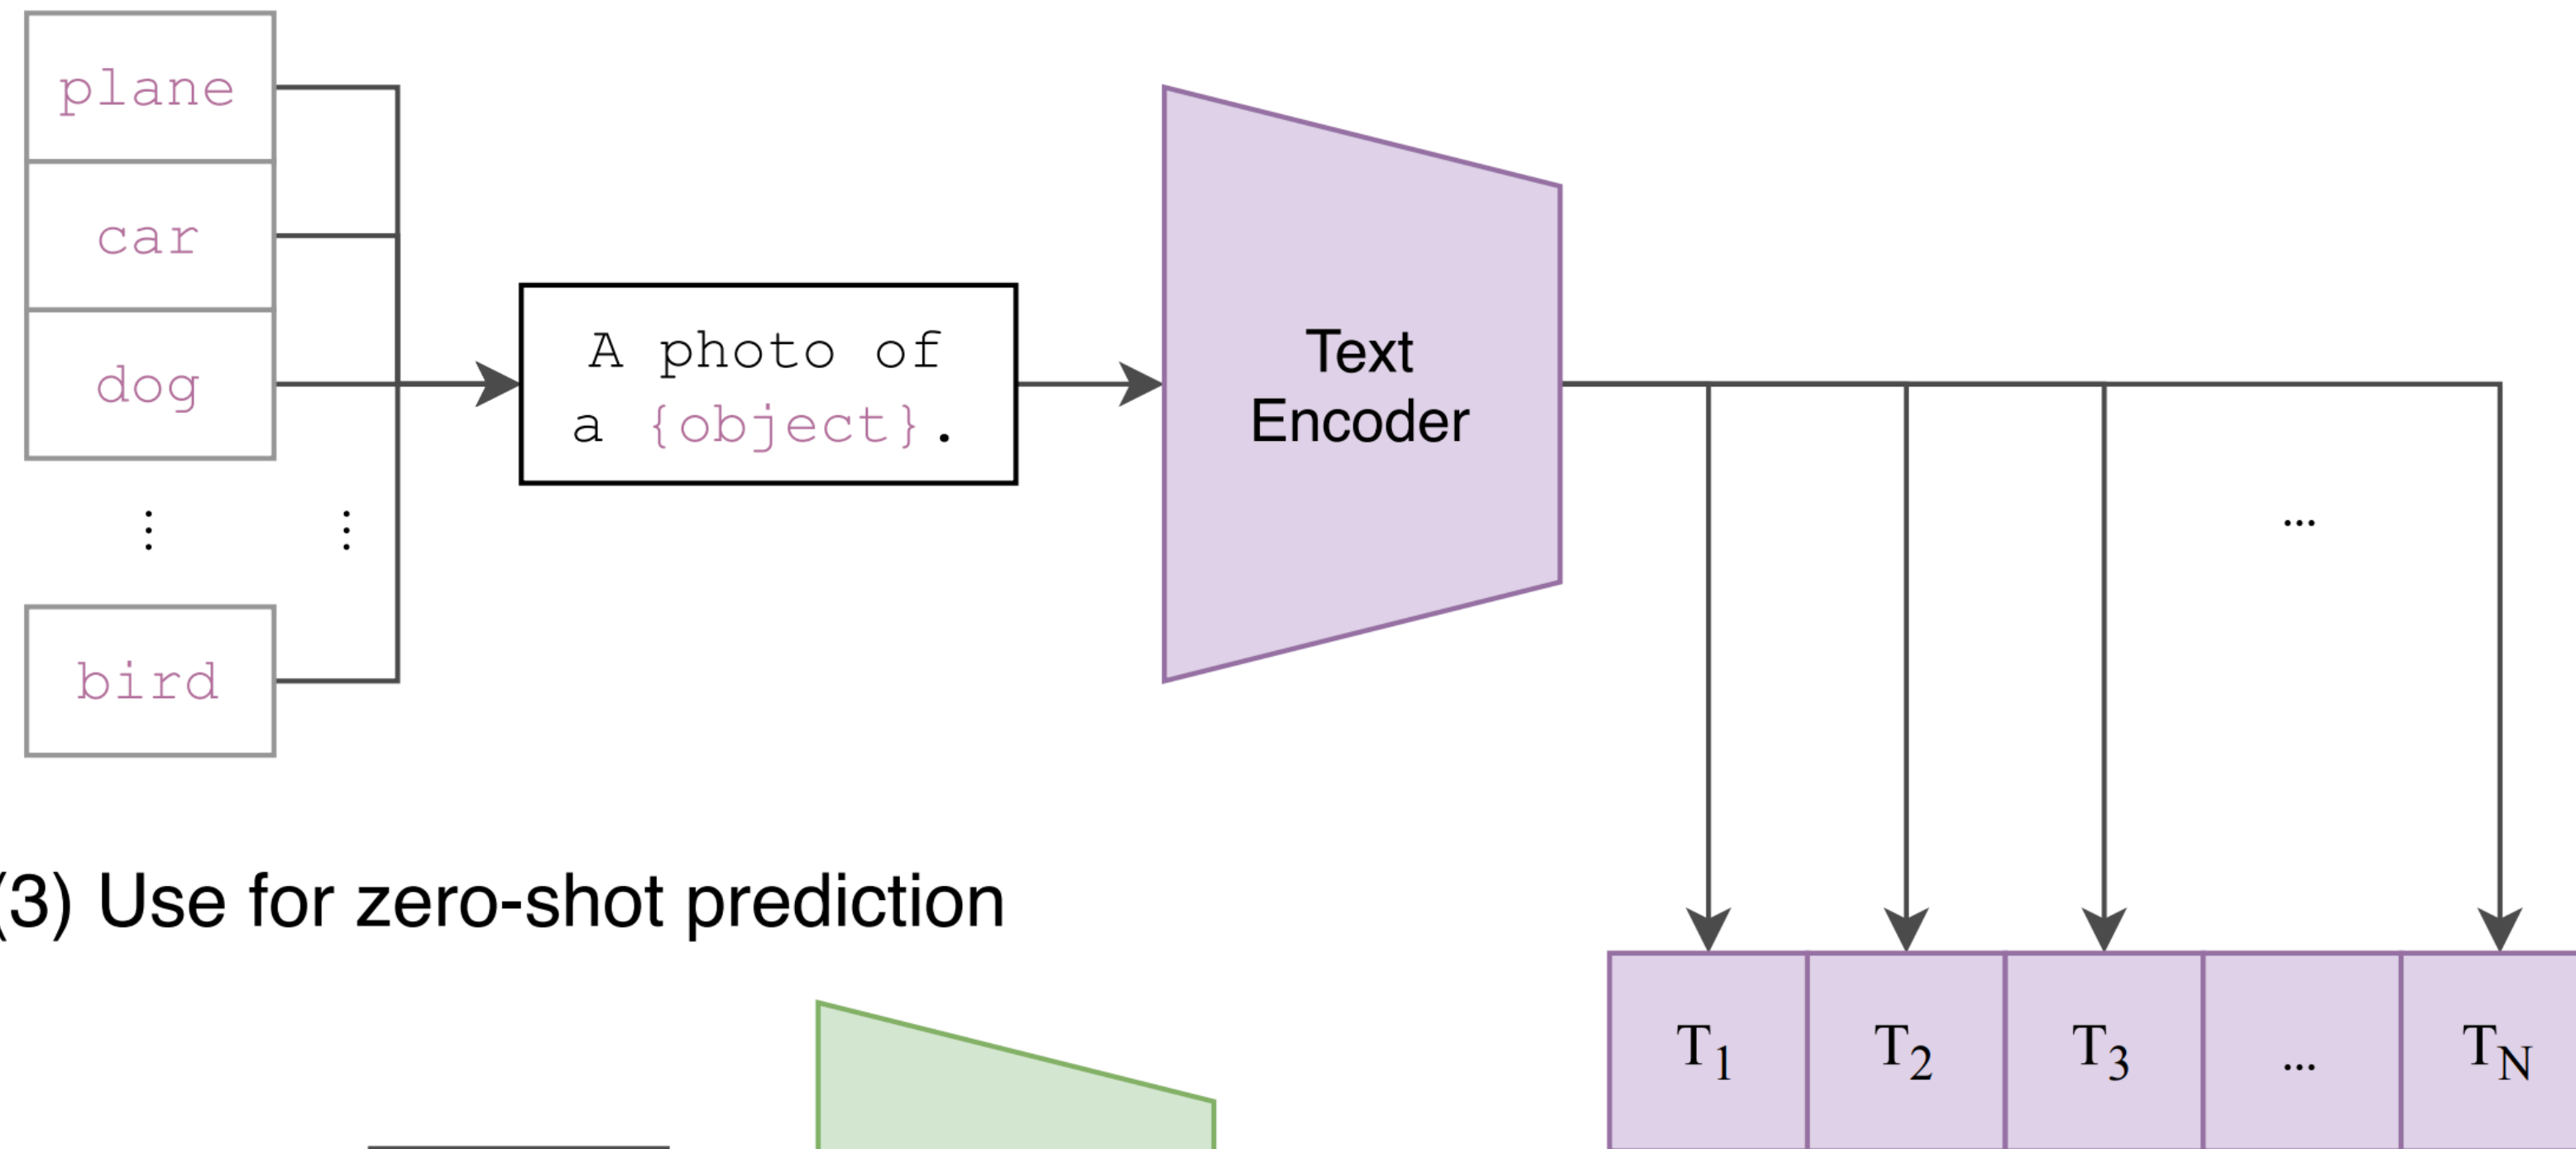 plane
car
dog
⋮ ⋮
bird
A photo of
a {object}.
Text
Encoder
...
(3) Use for zero-shot prediction
T1 T2 T3 ... TN